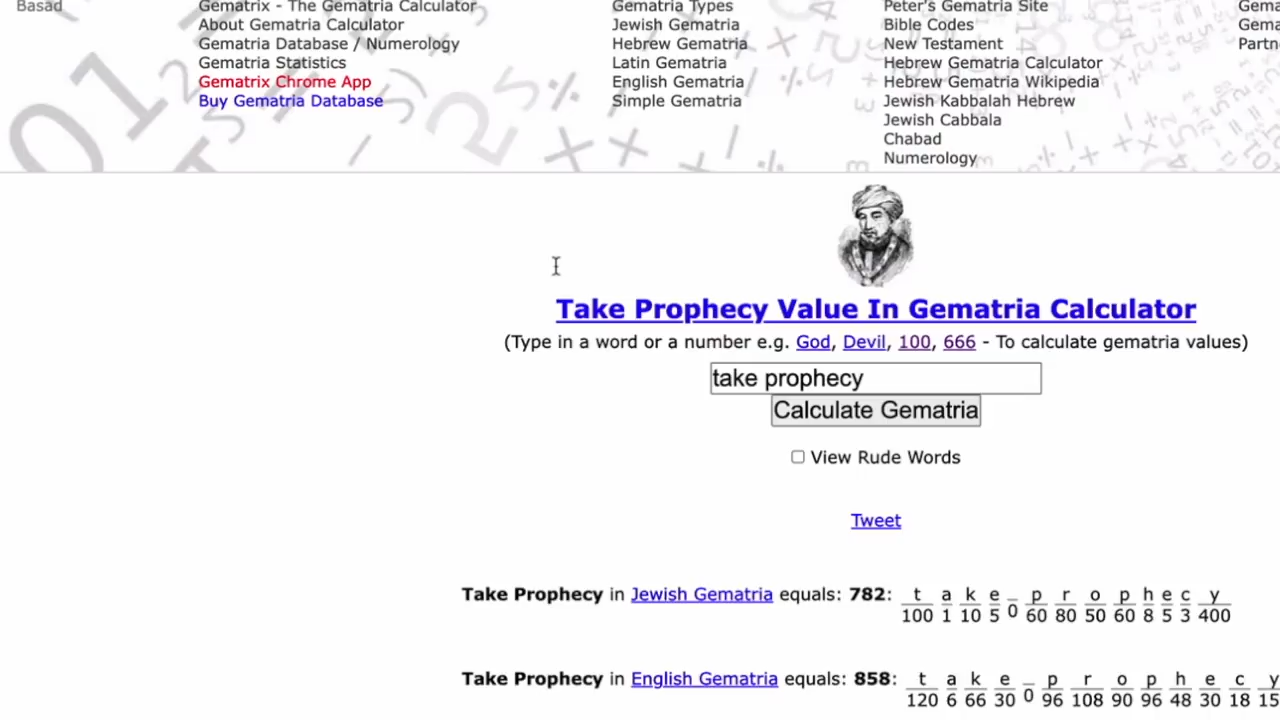 Basad
Gematrix - The Gematria Calculator
About Gematria Calculator
Gematria Database / Numerology
Gematria Statistics
Gematrix Chrome App
Buy Gematria Database
Gematria Types
Jewish Gematria
Hebrew Gematria
Latin Gematria
English Gematria
Simple Gematria
Peter's Gematria Site
Bible Codes
New Testament
Hebrew Gematria Calculator
Hebrew Gematria Wikipedia
Jewish Kabbalah Hebrew
Jewish Cabbala
Chabad
Numerology
Gema
Gema
Partn
Take Prophecy Value In Gematria Calculator
(Type in a word or a number e.g. God, Devil, 100, 666 - To calculate gematria values)
take prophecy
Calculate Gematria
View Rude Words
Tweet
Take Prophecy in Jewish Gematria equals: 782: t a k e _ p r o p h e c y
100 1 10 5 0 60 80 50 60 8 5 3 400
Take Prophecy in English Gematria equals: 858: t a k e _ p r o p h e c y
120 6 66 30 0 96 108 90 96 48 30 18 15